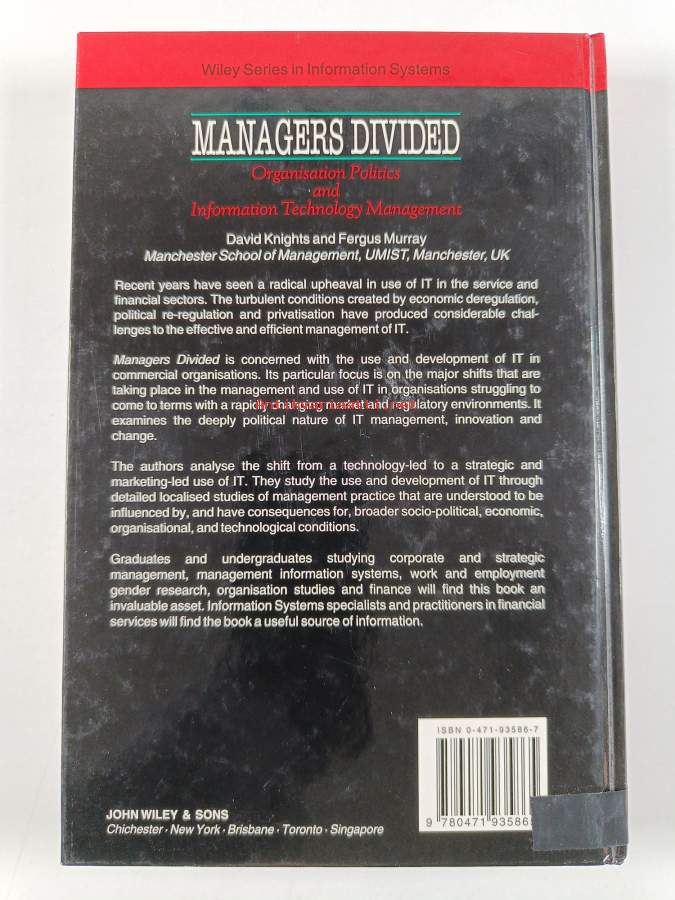 Wiley Series in Information Systems
MANAGERS DIVIDED
Organisation Politics
and
Information Technology Management
David Knights and Fergus Murray
Manchester School of Management, UMIST, Manchester, UK
Recent years have seen a radical upheaval in use of IT in the service and
financial sectors. The turbulent conditions created by economic deregulation,
political re-regulation and privatisation have produced considerable chal-
lenges to the effective and efficient management of IT.
Managers Divided is concerned with the use and development of IT in
commercial organisations. Its particular focus is on the major shifts that are
taking place in the management and use of IT in organisations struggling to
come to terms with a rapidly changing market and regulatory environments. It
examines the deeply political nature of IT management, innovation and
change.
The authors analyse the shift from a technology-led to a strategic and
marketing-led use of IT. They study the use and development of IT through
detailed localised studies of management practice that are understood to be
influenced by, and have consequences for, broader socio-political, economic,
organisational, and technological conditions.
Graduates and undergraduates studying corporate and strategic
management, management information systems, work and employment
gender research, organisation studies and finance will find this book an
invaluable asset. Information Systems specialists and practitioners in financial
services will find the book a useful source of information.
ISBN 0-471-93586-7
9 780471 93586
JOHN WILEY & SONS
Chichester · New York · Brisbane · Toronto · Singapore